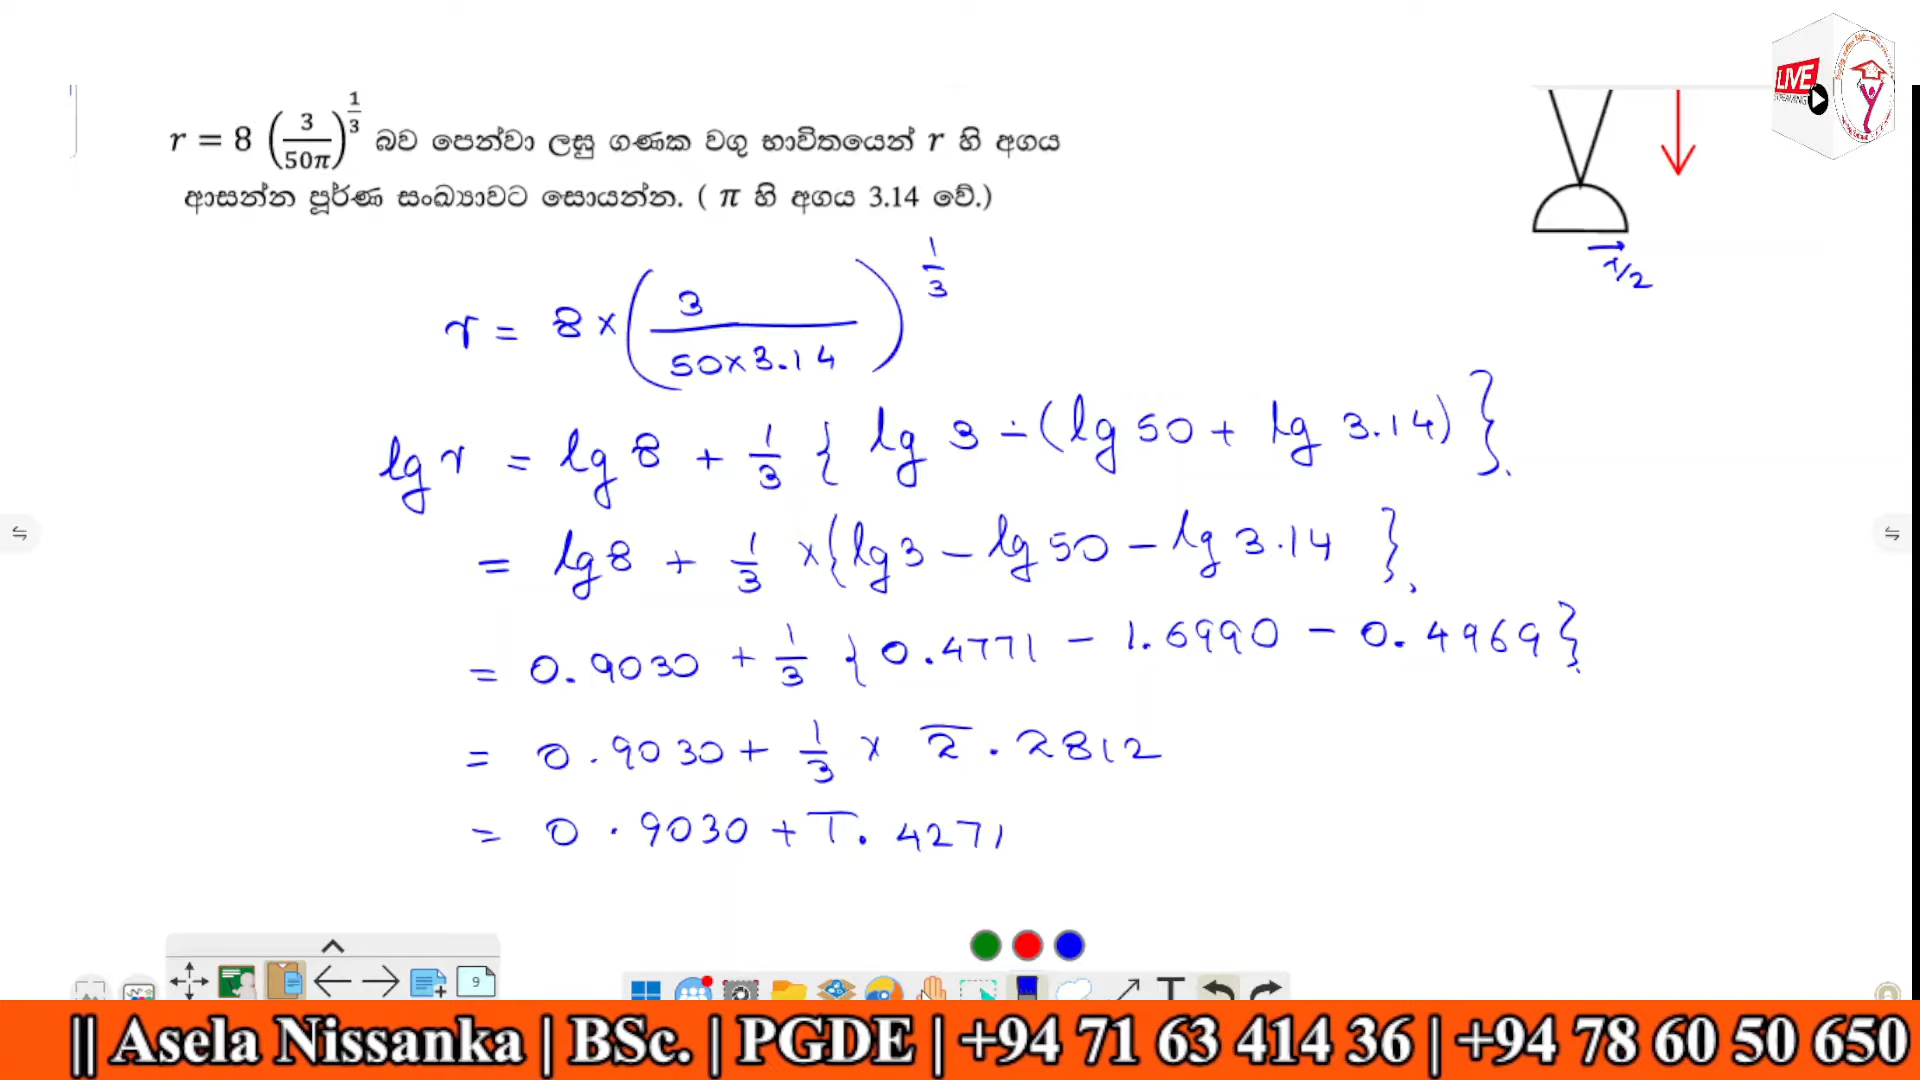 LIVE
r = 8 (3/50π)^1/3 බව පෙන්වා ලඝු ගණක වගු භාවිතයෙන් r හි අගය
ආසන්න පූර්ණ සංඛ්‍යාවට සොයන්න. ( π හි අගය 3.14 වේ.)
r/2
r = 8 × (3/50×3.14)^1/3
lg r = lg 8 + 1/3 { lg 3 ÷ (lg 50 + lg 3.14) }
= lg 8 + 1/3 × { lg 3 − lg 50 − lg 3.14 }
= 0.9030 + 1/3 { 0.4771 − 1.6990 − 0.4969 }
= 0.9030 + 1/3 × 2̅.2812
= 0.9030 + 1̅.4271
9
|| Asela Nissanka | BSc. | PGDE | +94 71 63 414 36 | +94 78 60 50 650